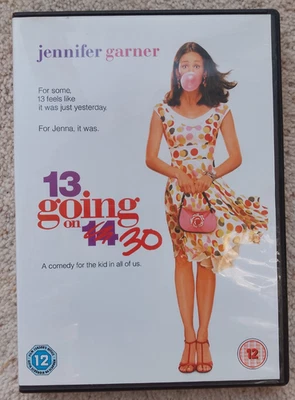 jennifer garner
For some,
13 feels like
it was just yesterday.
For Jenna, it was.
13
going
on 14 30
A comedy for the kid in all of us.
12
12